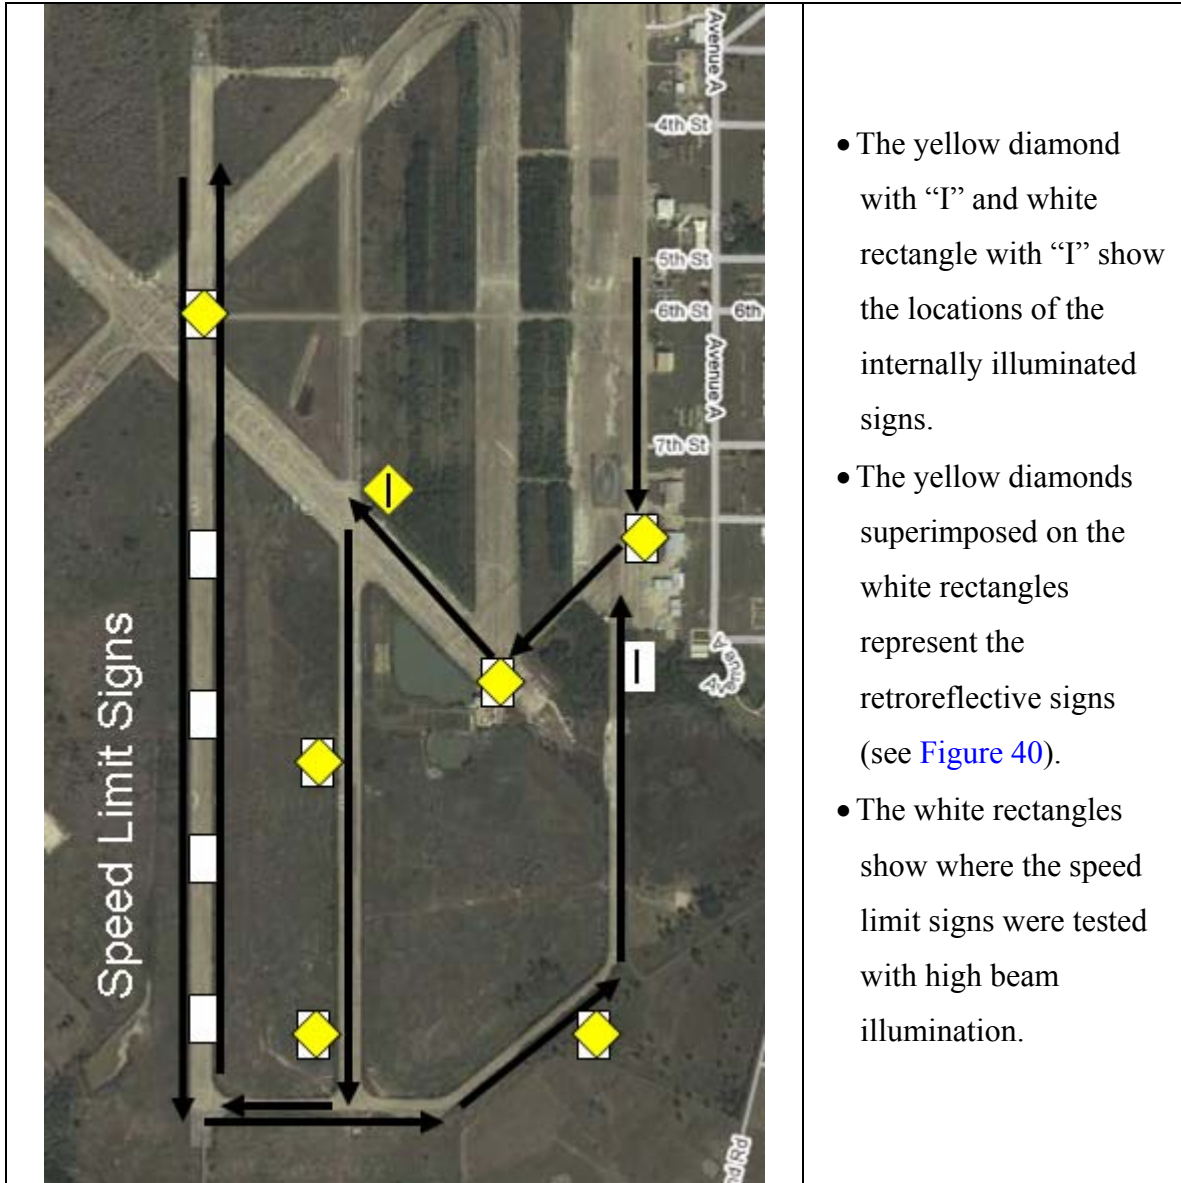 Avenue A
4th St
5th St
6th St
6th
Avenue A
7th St
I
I
Speed Limit Signs
• The yellow diamond
with “I” and white
rectangle with “I” show
the locations of the
internally illuminated
signs.
• The yellow diamonds
superimposed on the
white rectangles
represent the
retroreflective signs
(see Figure 40).
• The white rectangles
show where the speed
limit signs were tested
with high beam
illumination.